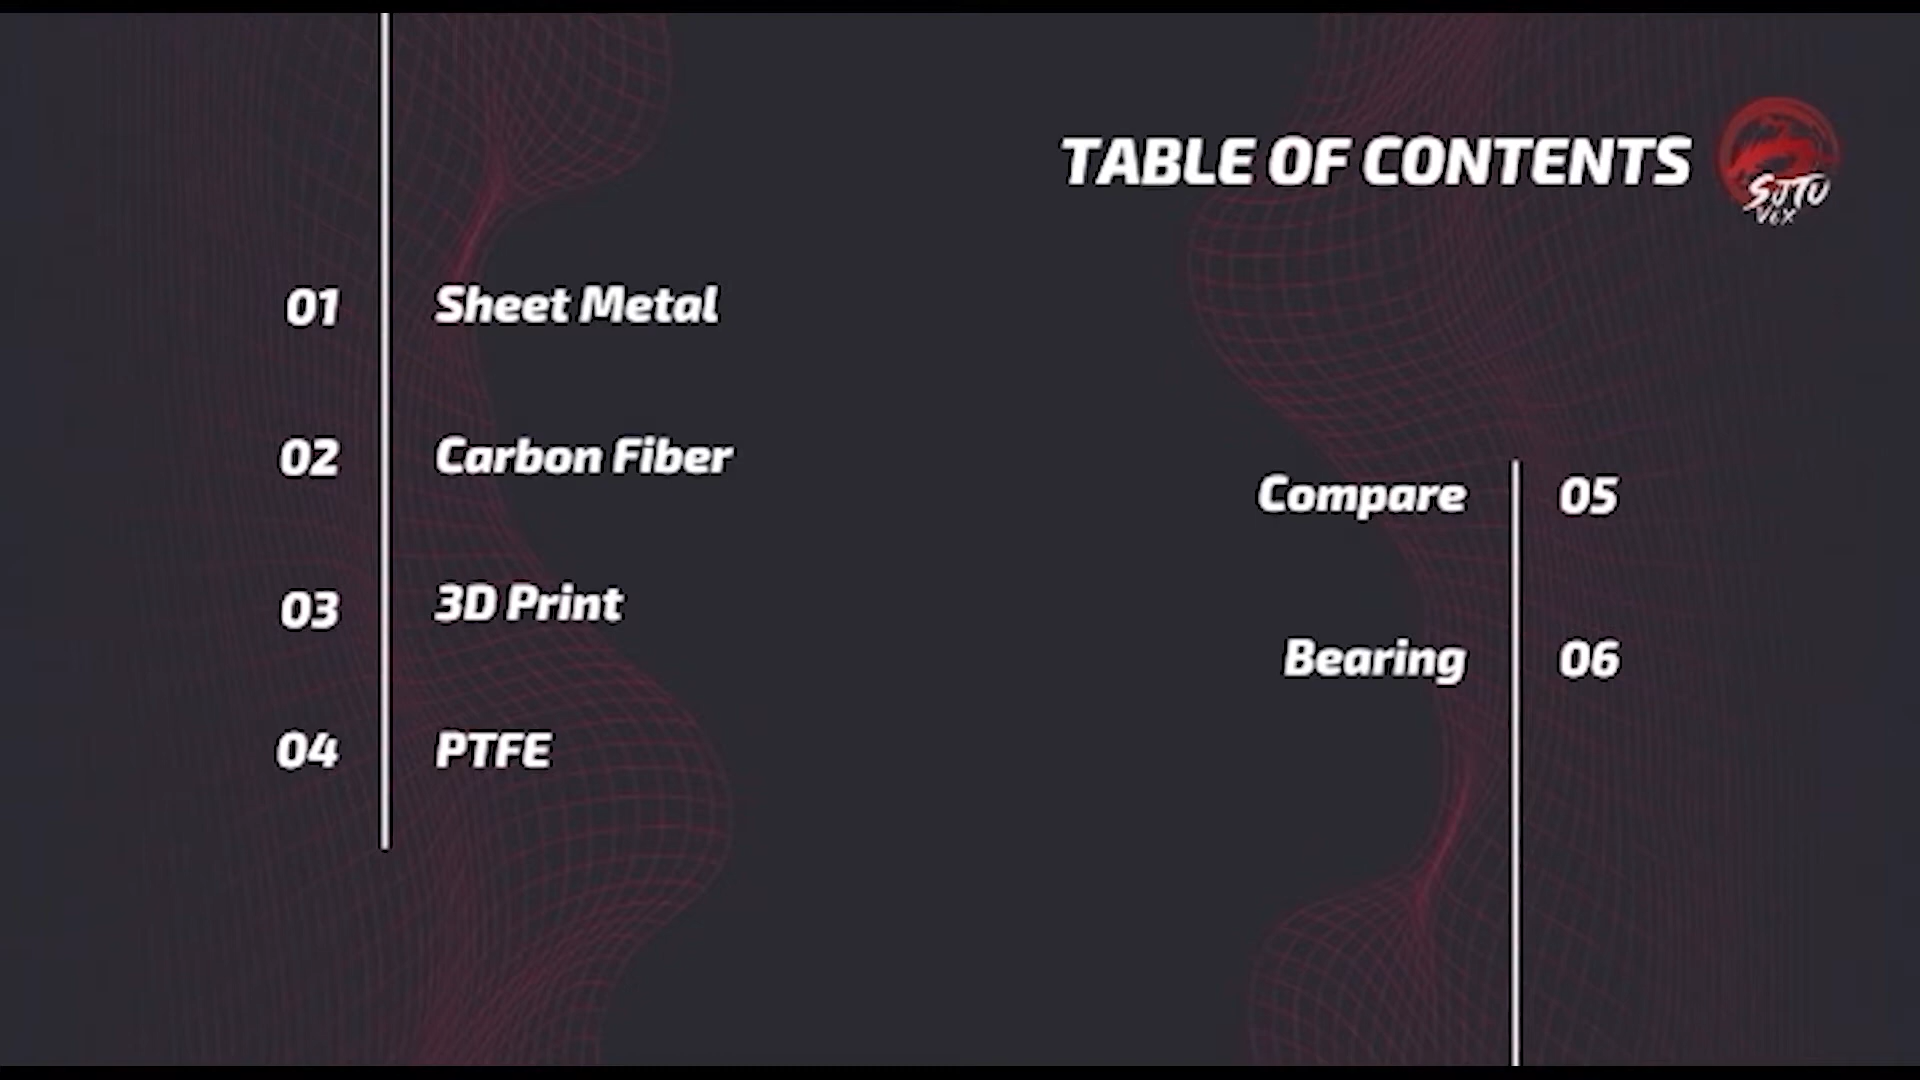 TABLE OF CONTENTS
SJTU
VEX
01 Sheet Metal
02 Carbon Fiber
03 3D Print
04 PTFE
Compare 05
Bearing 06